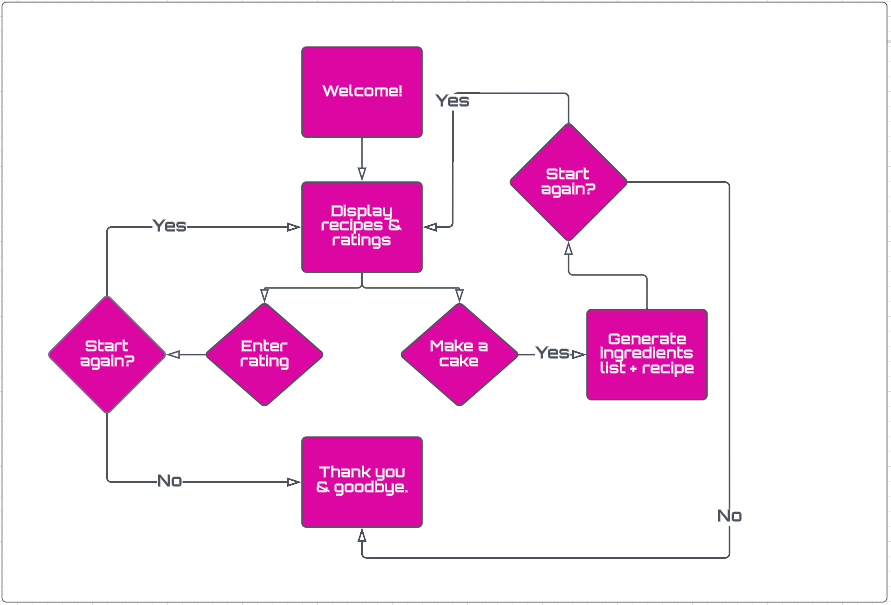 Welcome!
Yes
Start
again?
Display
recipes &
ratings
Yes
Start
again?
Enter
rating
Make a
cake
Yes
Generate
ingredients
list + recipe
Thank you
& goodbye.
No
No